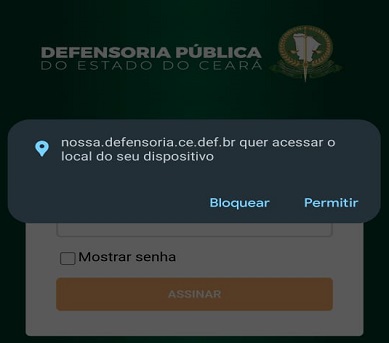 DEFENSORIA PÚBLICA
DO ESTADO DO CEARÁ
nossa.defensoria.ce.def.br quer acessar o
local do seu dispositivo
Bloquear Permitir
Mostrar senha
ASSINAR